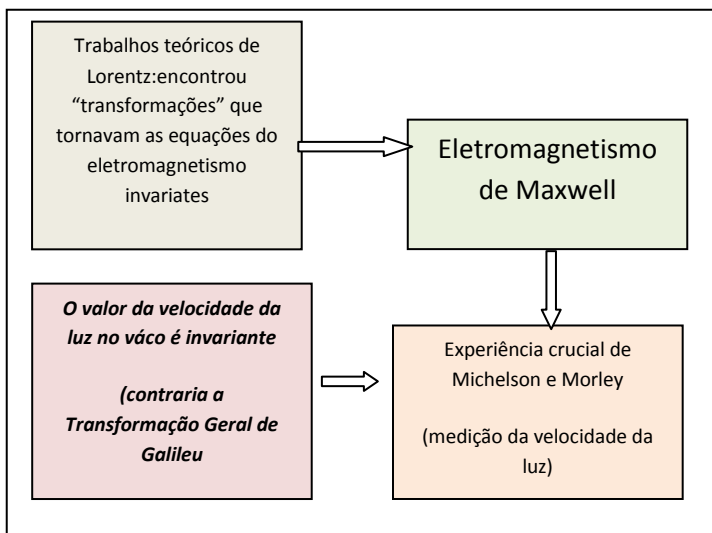 Trabalhos teóricos de
Lorentz:encontrou
“transformações” que
tornavam as equações do
eletromagnetismo
invariates
Eletromagnetismo
de Maxwell
O valor da velocidade da
luz no váco é invariante
(contraria a
Transformação Geral de
Galileu
Experiência crucial de
Michelson e Morley
(medição da velocidade da
luz)